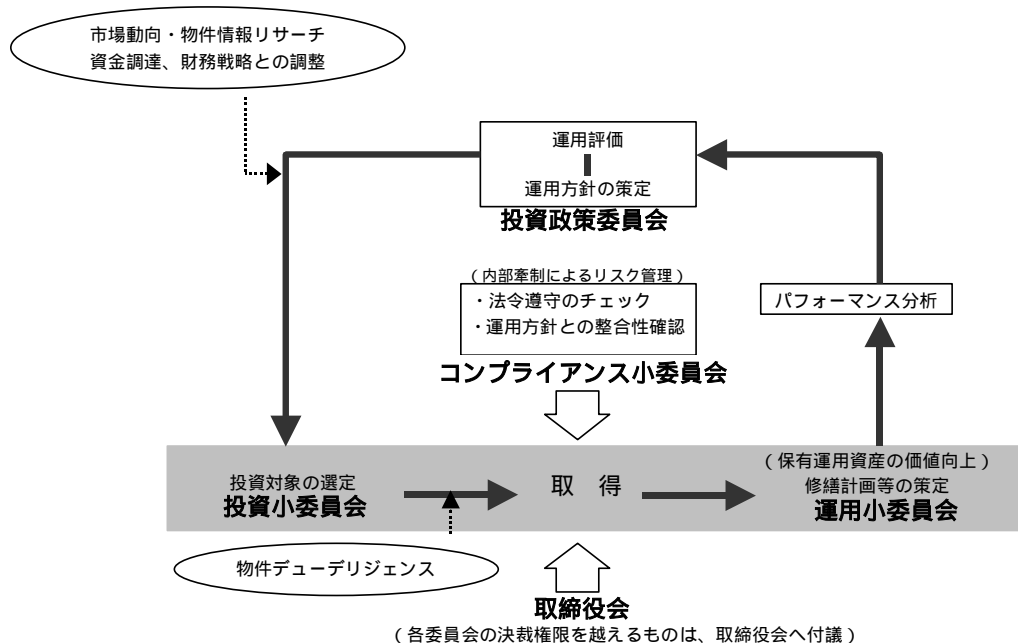 市場動向・物件情報リサーチ
資金調達、財務戦略との調整
運用評価
運用方針の策定
投資政策委員会
（内部牽制によるリスク管理）
・法令遵守のチェック
・運用方針との整合性確認
コンプライアンス小委員会
パフォーマンス分析
投資対象の選定
投資小委員会
取　得
（保有運用資産の価値向上）
修繕計画等の策定
運用小委員会
物件デューデリジェンス
取締役会
（各委員会の決裁権限を越えるものは、取締役会へ付議）